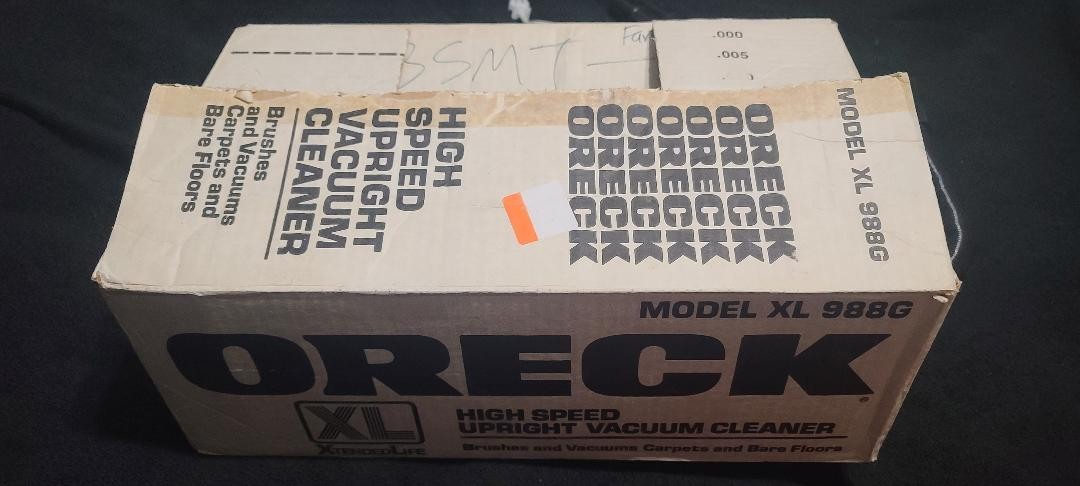 BSMT
.000
.005
MODEL XL 988G
ORECK
ORECK
ORECK
ORECK
ORECK
ORECK
ORECK
HIGH
SPEED
UPRIGHT
VACUUM
CLEANER
Brushes
and Vacuums
Carpets and
Bare Floors
MODEL XL 988G
ORECK
XL
XTENDEDLIFE
HIGH SPEED
UPRIGHT VACUUM CLEANER
Brushes and Vacuums Carpets and Bare Floors